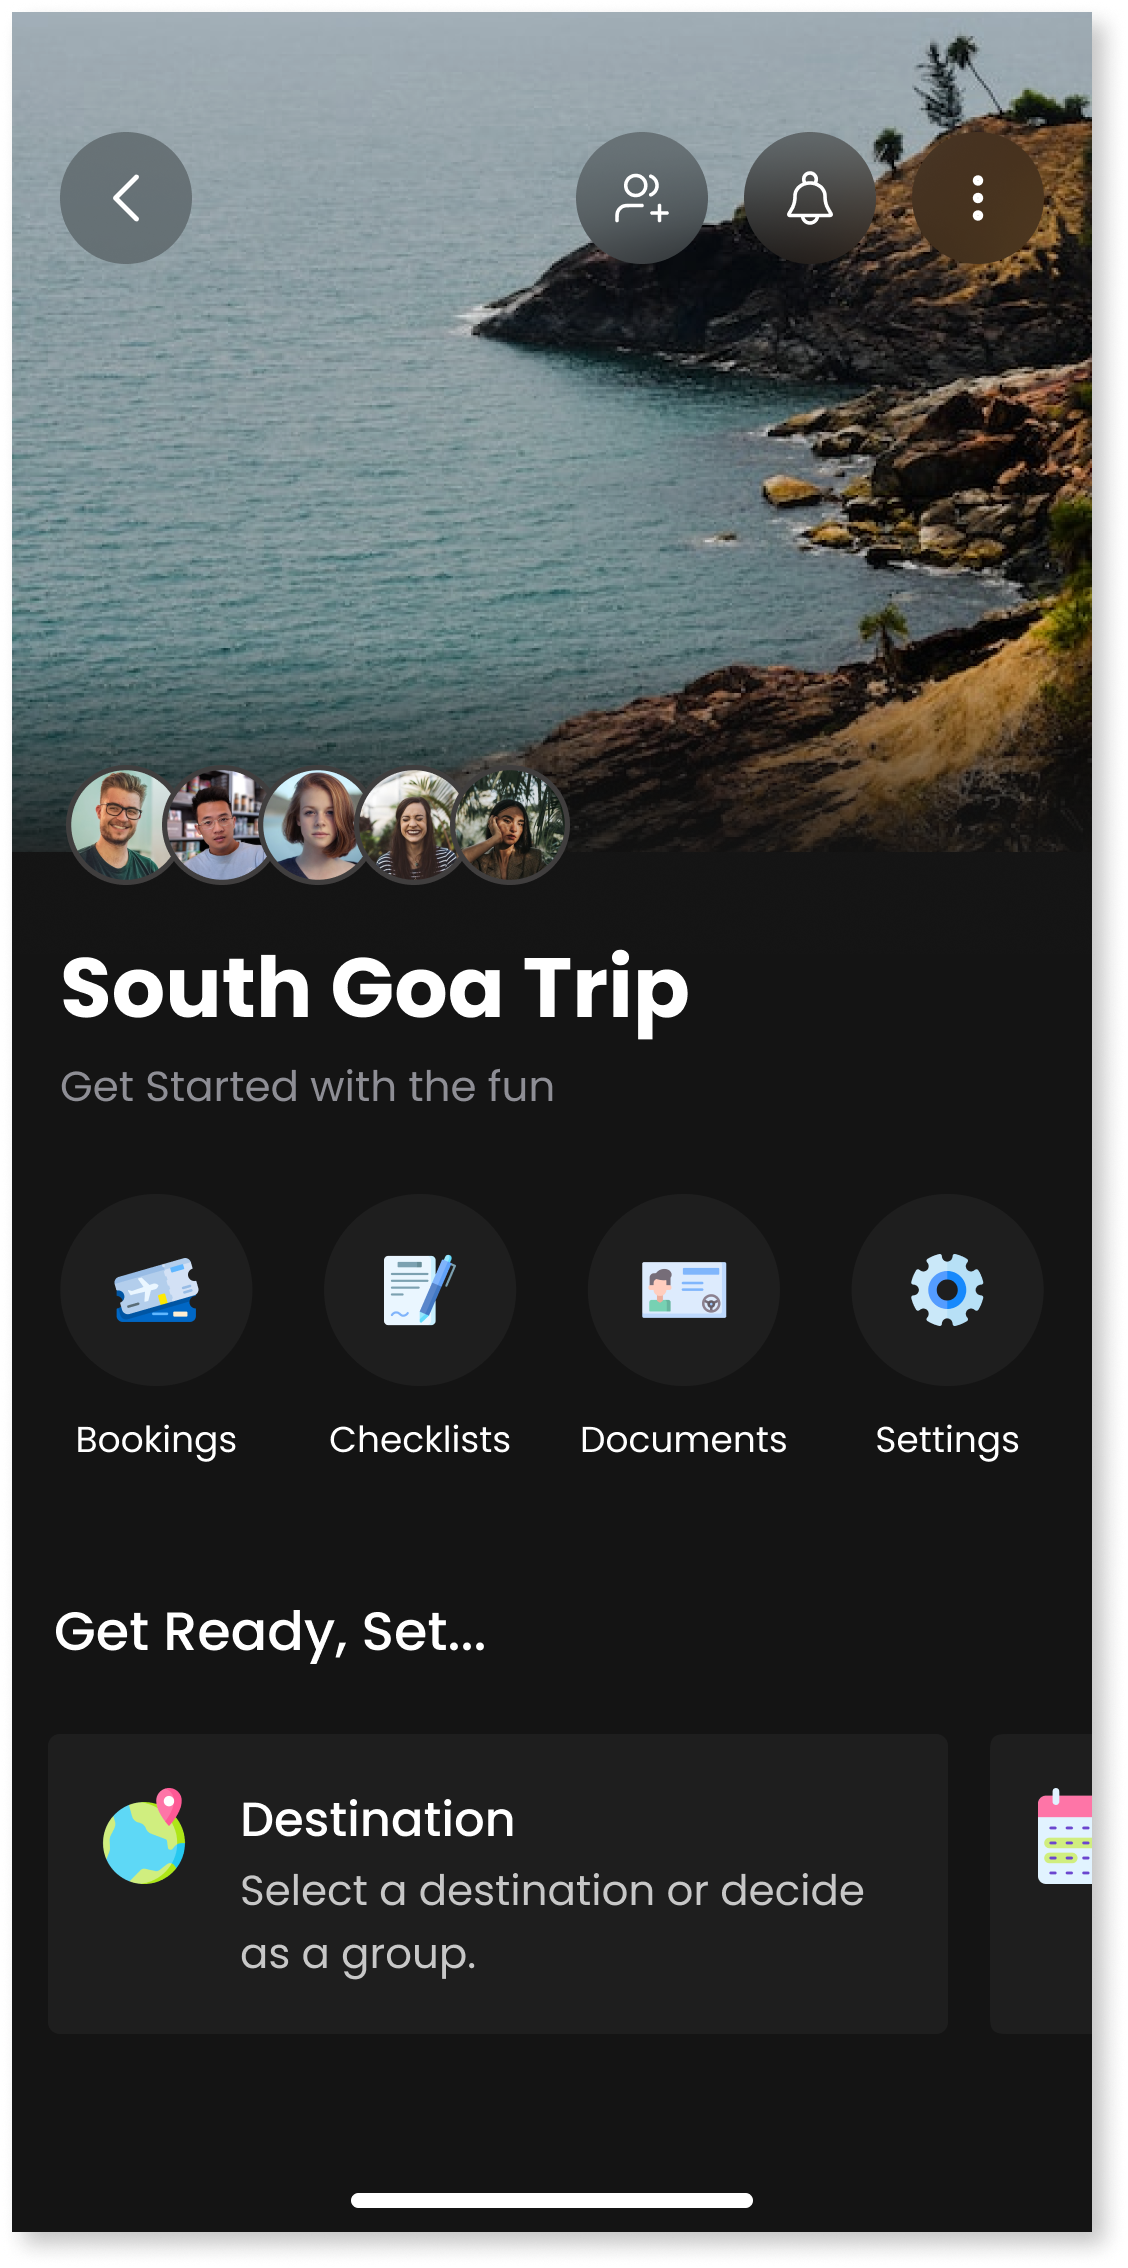 South Goa Trip
Get Started with the fun
Bookings
Checklists
Documents
Settings
Get Ready, Set...
Destination
Select a destination or decide
as a group.